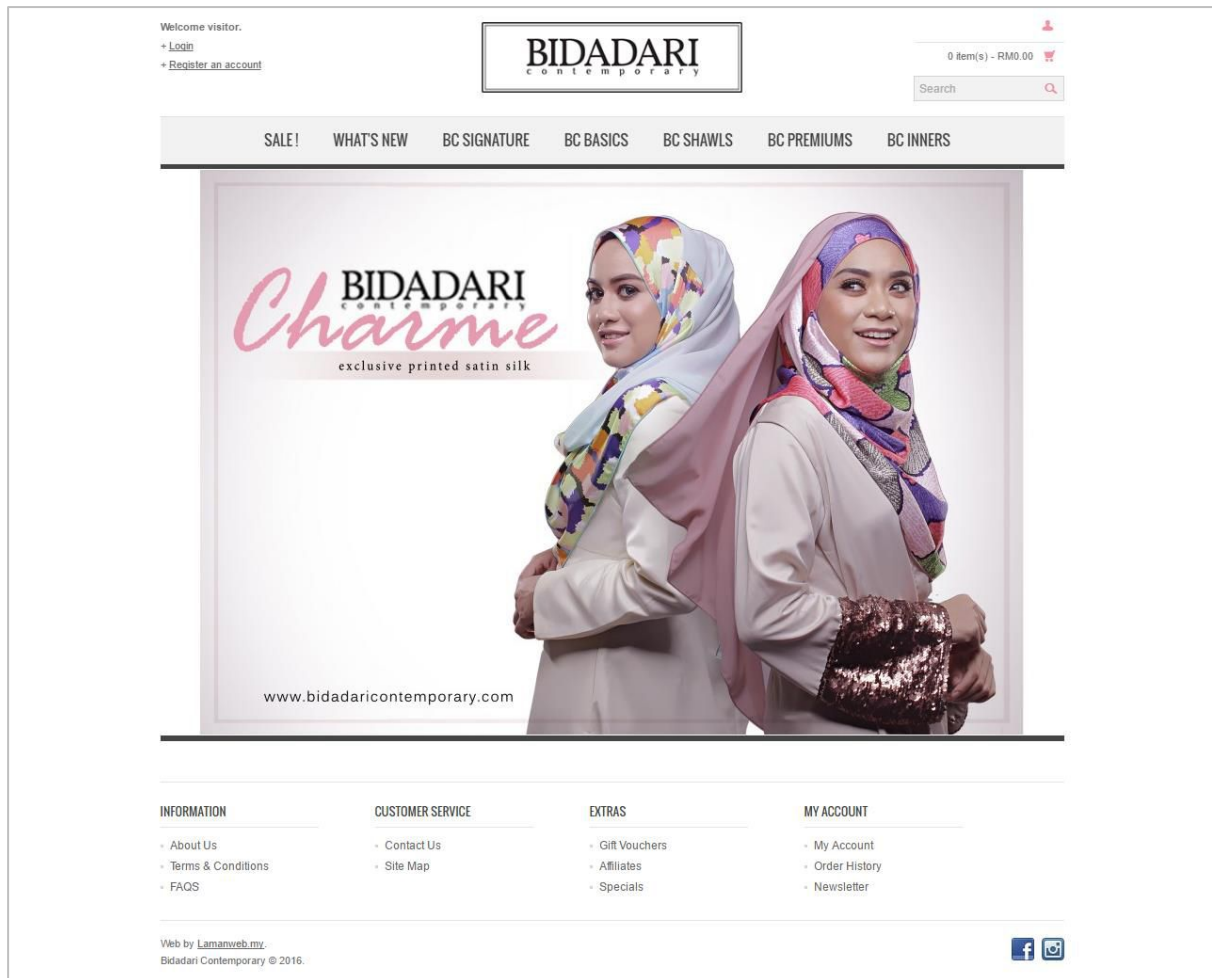 Welcome visitor.
+ Login
+ Register an account
BIDADARI
contemporary
0 item(s) - RM0.00
Search
SALE! WHAT'S NEW BC SIGNATURE BC BASICS BC SHAWLS BC PREMIUMS BC INNERS
BIDADARI
contemporary
Charme
exclusive printed satin silk
www.bidadaricontemporary.com
INFORMATION
About Us
Terms & Conditions
FAQS
CUSTOMER SERVICE
Contact Us
Site Map
EXTRAS
Gift Vouchers
Affiliates
Specials
MY ACCOUNT
My Account
Order History
Newsletter
Web by Lamanweb.my.
Bidadari Contemporary © 2016.